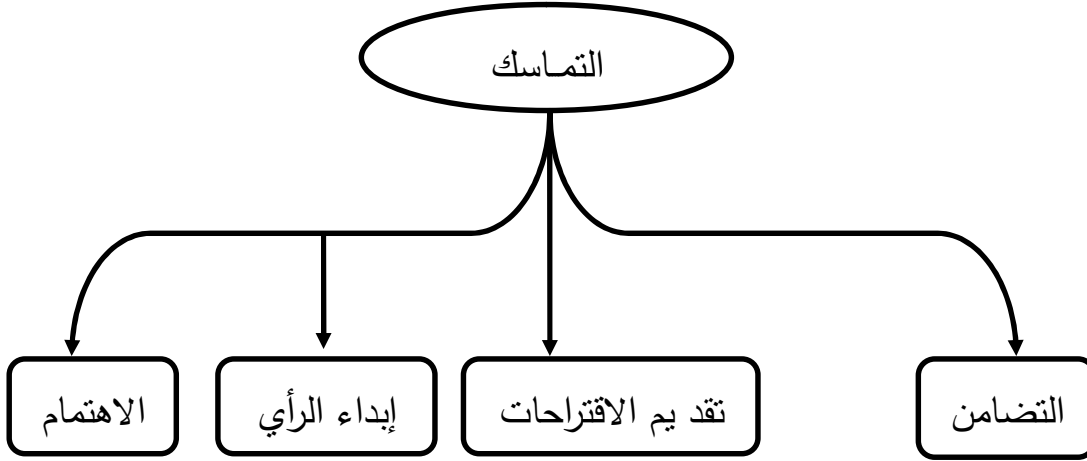 التمـاسك
التضامن
تقد يم الاقتراحات
إبداء الرأي
الاهتمام